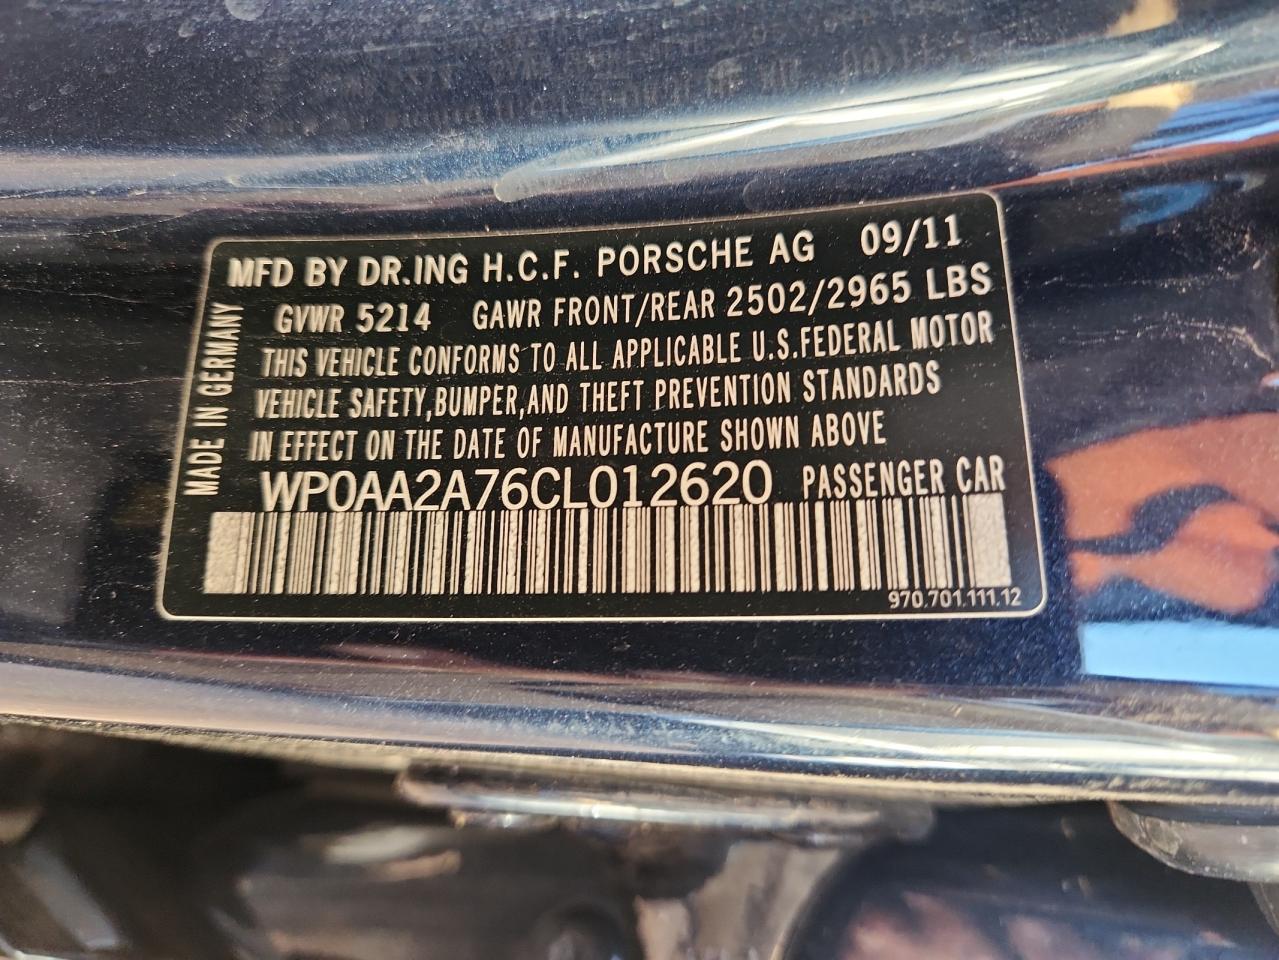 MFD BY DR.ING H.C.F. PORSCHE AG 09/11
GVWR 5214 GAWR FRONT/REAR 2502/2965 LBS
THIS VEHICLE CONFORMS TO ALL APPLICABLE U.S.FEDERAL MOTOR
VEHICLE SAFETY,BUMPER,AND THEFT PREVENTION STANDARDS
IN EFFECT ON THE DATE OF MANUFACTURE SHOWN ABOVE
WP0AA2A76CL012620 PASSENGER CAR
970.701.111.12
MADE IN GERMANY